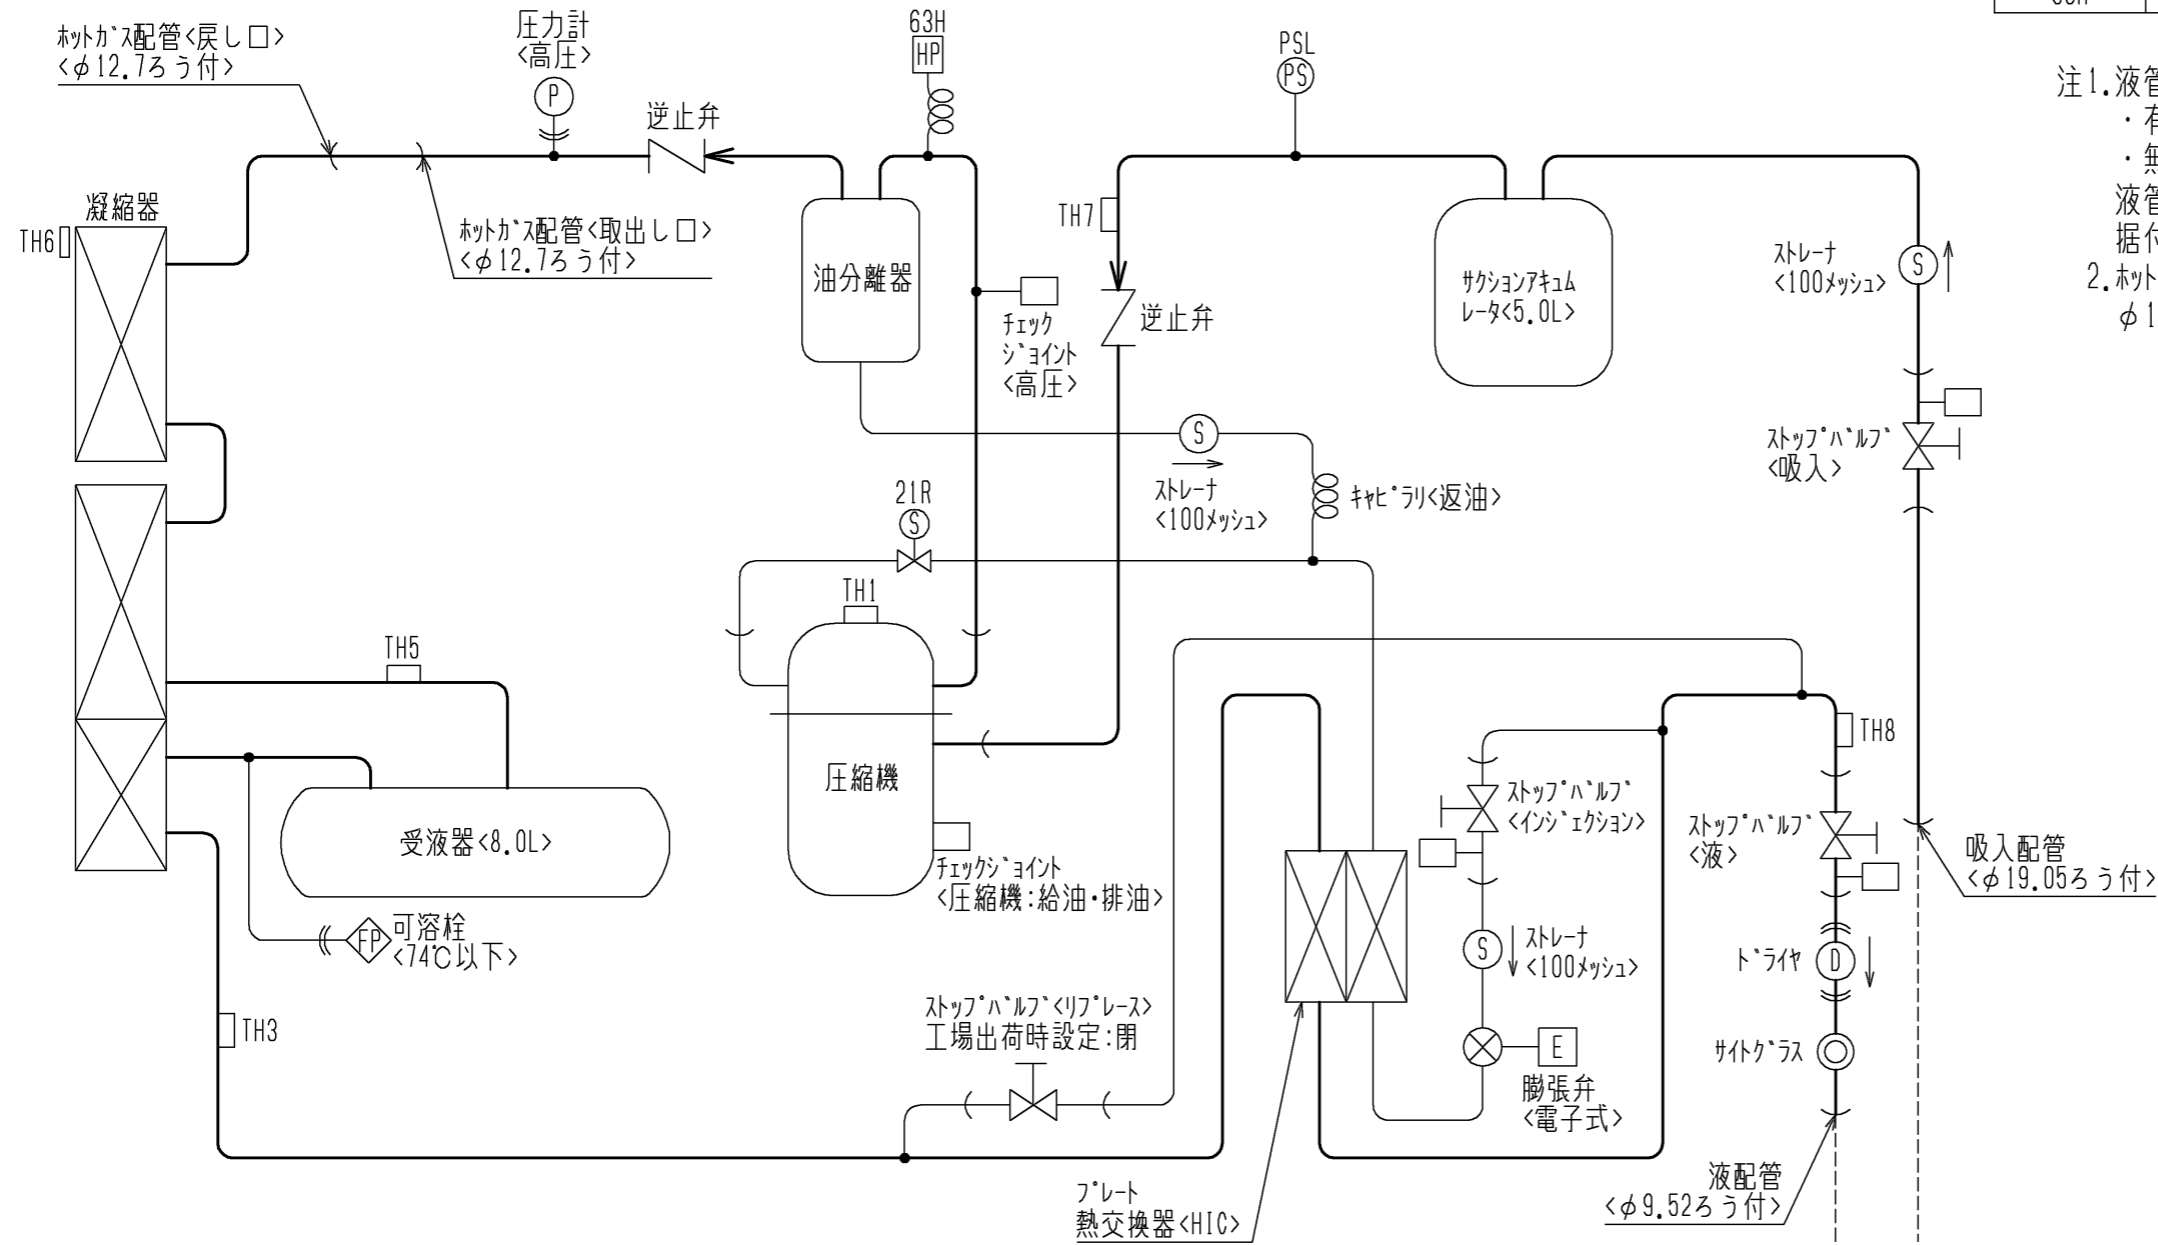 ﾎｯﾄｶﾞｽ配管<戻し口>
<φ12.7ろう付>
圧力計
<高圧>
P
63H
HP
PSL
PS
逆止弁
注1.液管
2.ﾎｯﾄ
φ1
ﾎｯﾄｶﾞｽ配管<取出し口>
<φ12.7ろう付>
凝縮器
TH6
油分離器
TH7
逆止弁
ﾁｪｯｸ
ｼﾞｮｲﾝﾄ
<高圧>
ｻｸｼｮﾝｱｷｭﾑ
ﾚｰﾀ<5.0L>
ｽﾄﾚｰﾅ
<100ﾒｯｼｭ>
S
ｽﾄｯﾌﾟﾊﾞﾙﾌﾞ
<吸入>
S
ｽﾄﾚｰﾅ
<100ﾒｯｼｭ>
ｷｬﾋﾟﾗﾘ<返油>
21R
S
TH1
TH5
圧縮機
受液器<8.0L>
ﾁｪｯｸｼﾞｮｲﾝﾄ
<圧縮機:給油・排油>
FP
可溶栓
<74℃以下>
TH3
ｽﾄｯﾌﾟﾊﾞﾙﾌﾞ<ﾘﾌﾟﾚｰｽ>
工場出荷時設定:閉
TH8
ｽﾄｯﾌﾟﾊﾞﾙﾌﾞ
<ｲﾝｼﾞｪｸｼｮﾝ>
ｽﾄｯﾌﾟﾊﾞﾙﾌﾞ
<液>
吸入配管
<φ19.05ろう付>
S
ｽﾄﾚｰﾅ
<100ﾒｯｼｭ>
ﾄﾞﾗｲﾔ
D
E
膨張弁
<電子式>
ｻｲﾄｸﾞﾗｽ
ﾌﾟﾚｰﾄ
熱交換器<HIC>
液配管
<φ9.52ろう付>